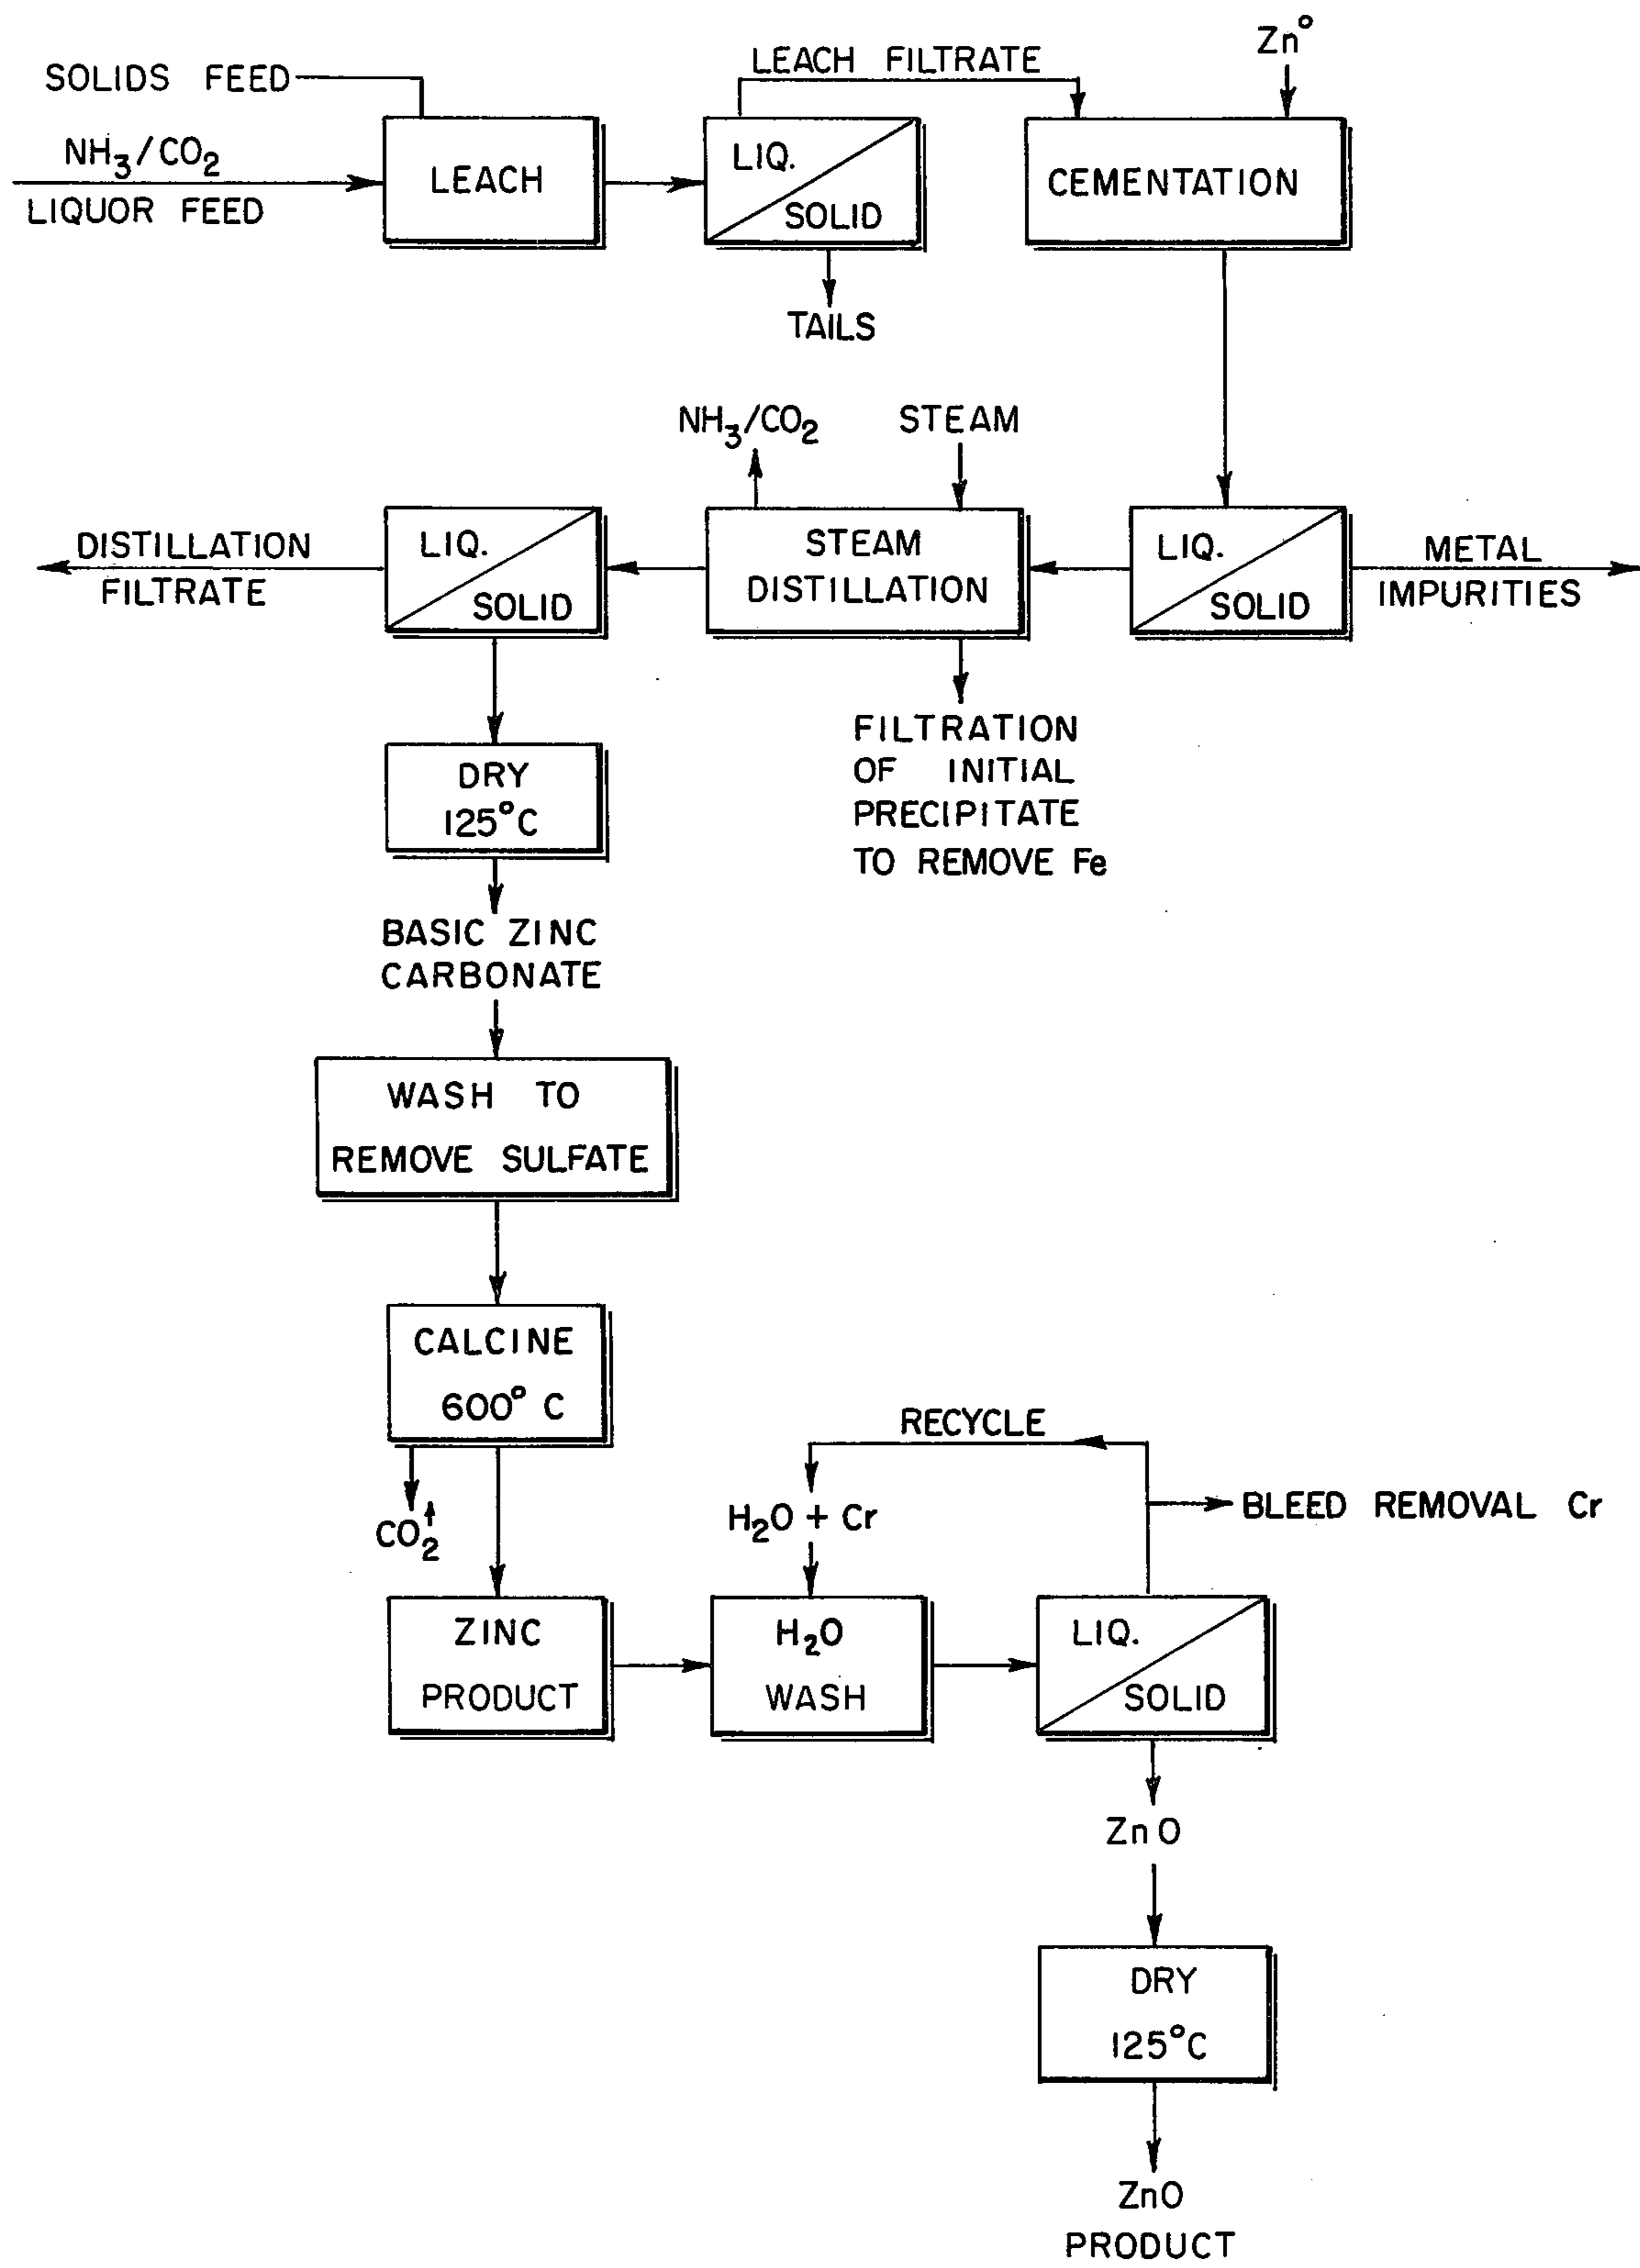 SOLIDS FEED
NH3/CO2
LIQUOR FEED
LEACH
LEACH FILTRATE
LIQ.
SOLID
TAILS
Zn°
CEMENTATION
NH3/CO2
STEAM
DISTILLATION
FILTRATE
LIQ.
SOLID
STEAM
DISTILLATION
LIQ.
SOLID
METAL
IMPURITIES
FILTRATION
OF INITIAL
PRECIPITATE
TO REMOVE Fe
DRY
125°C
BASIC ZINC
CARBONATE
WASH TO
REMOVE SULFATE
CALCINE
600° C
CO2↑
RECYCLE
H2O + Cr
BLEED REMOVAL Cr
ZINC
PRODUCT
H2O
WASH
LIQ.
SOLID
ZnO
DRY
125°C
ZnO
PRODUCT